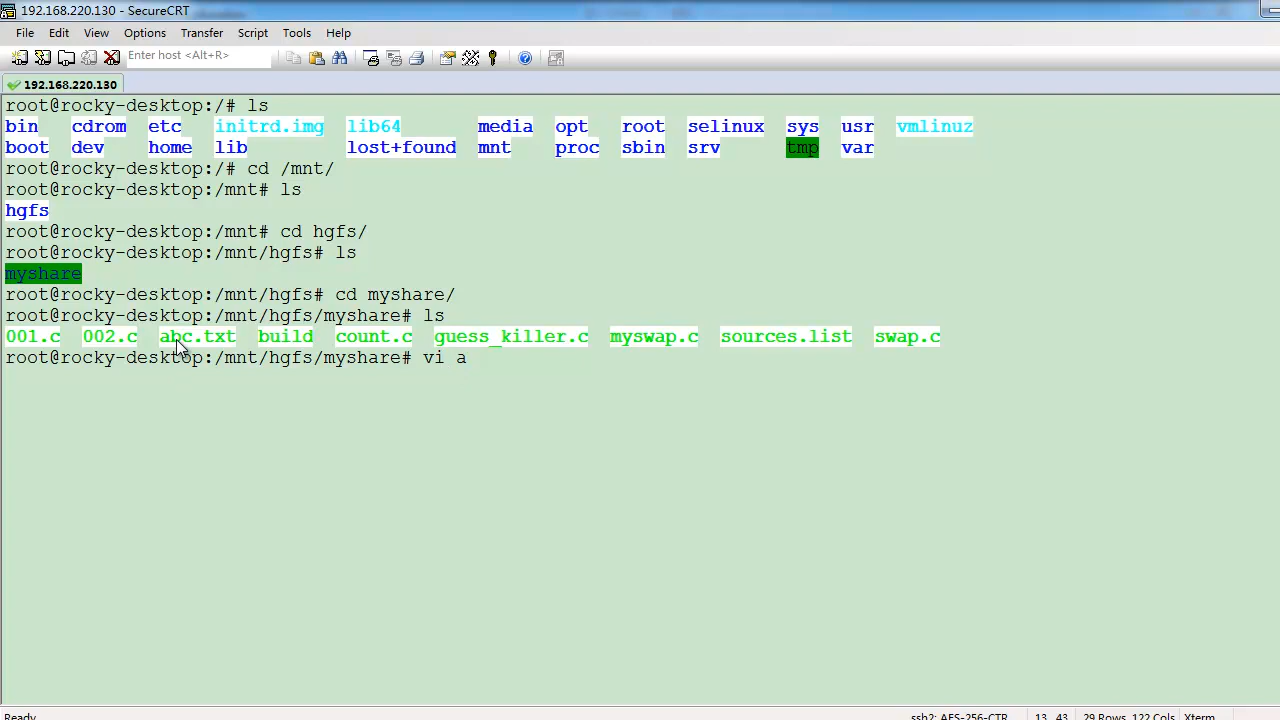 192.168.220.130 - SecureCRT
File Edit View Options Transfer Script Tools Help
Enter host <Alt+R>
192.168.220.130
root@rocky-desktop:/# ls
bin cdrom etc initrd.img lib64 media opt root selinux sys usr vmlinuz
boot dev home lib lost+found mnt proc sbin srv tmp var
root@rocky-desktop:/# cd /mnt/
root@rocky-desktop:/mnt# ls
hgfs
root@rocky-desktop:/mnt# cd hgfs/
root@rocky-desktop:/mnt/hgfs# ls
myshare
root@rocky-desktop:/mnt/hgfs# cd myshare/
root@rocky-desktop:/mnt/hgfs/myshare# ls
001.c 002.c abc.txt build count.c guess_killer.c myswap.c sources.list swap.c
root@rocky-desktop:/mnt/hgfs/myshare# vi a
Ready ssh2: AES-256-CTR 13, 43 29 Rows, 122 Cols Xterm